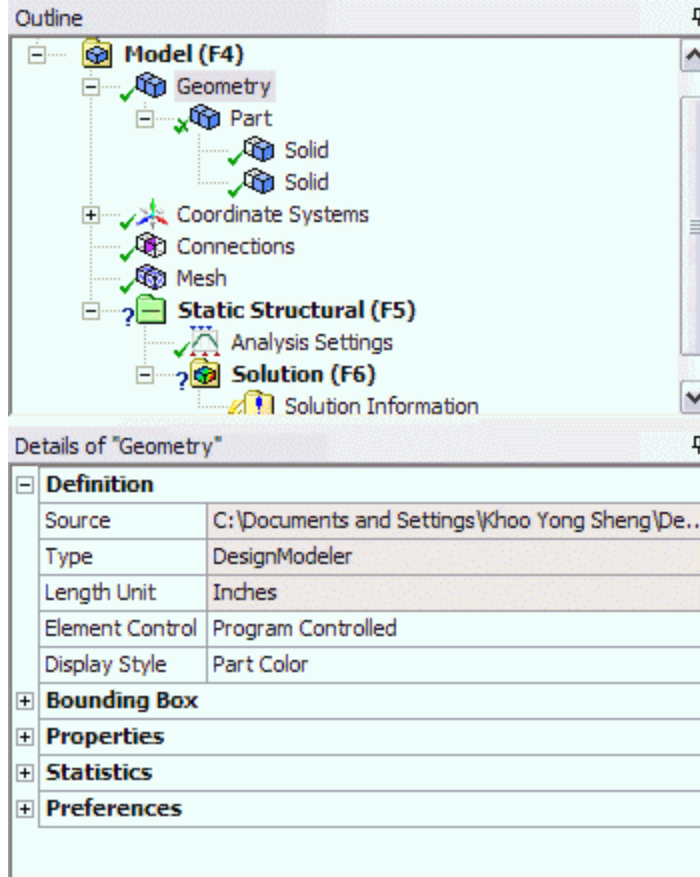 Outline
Model (F4)
Geometry
Part
Solid
Solid
Coordinate Systems
Connections
Mesh
Static Structural (F5)
Analysis Settings
Solution (F6)
Solution Information
Details of "Geometry"
Definition
Source C:\Documents and Settings\Khoo Yong Sheng\De...
Type DesignModeler
Length Unit Inches
Element Control Program Controlled
Display Style Part Color
Bounding Box
Properties
Statistics
Preferences